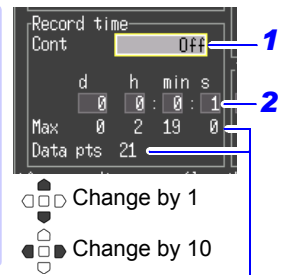 Record time
Cont Off 1
d h min s
0 0 : 0 : 1 2
Max 0 2 19 0
Data pts 21
Change by 1
Change by 10